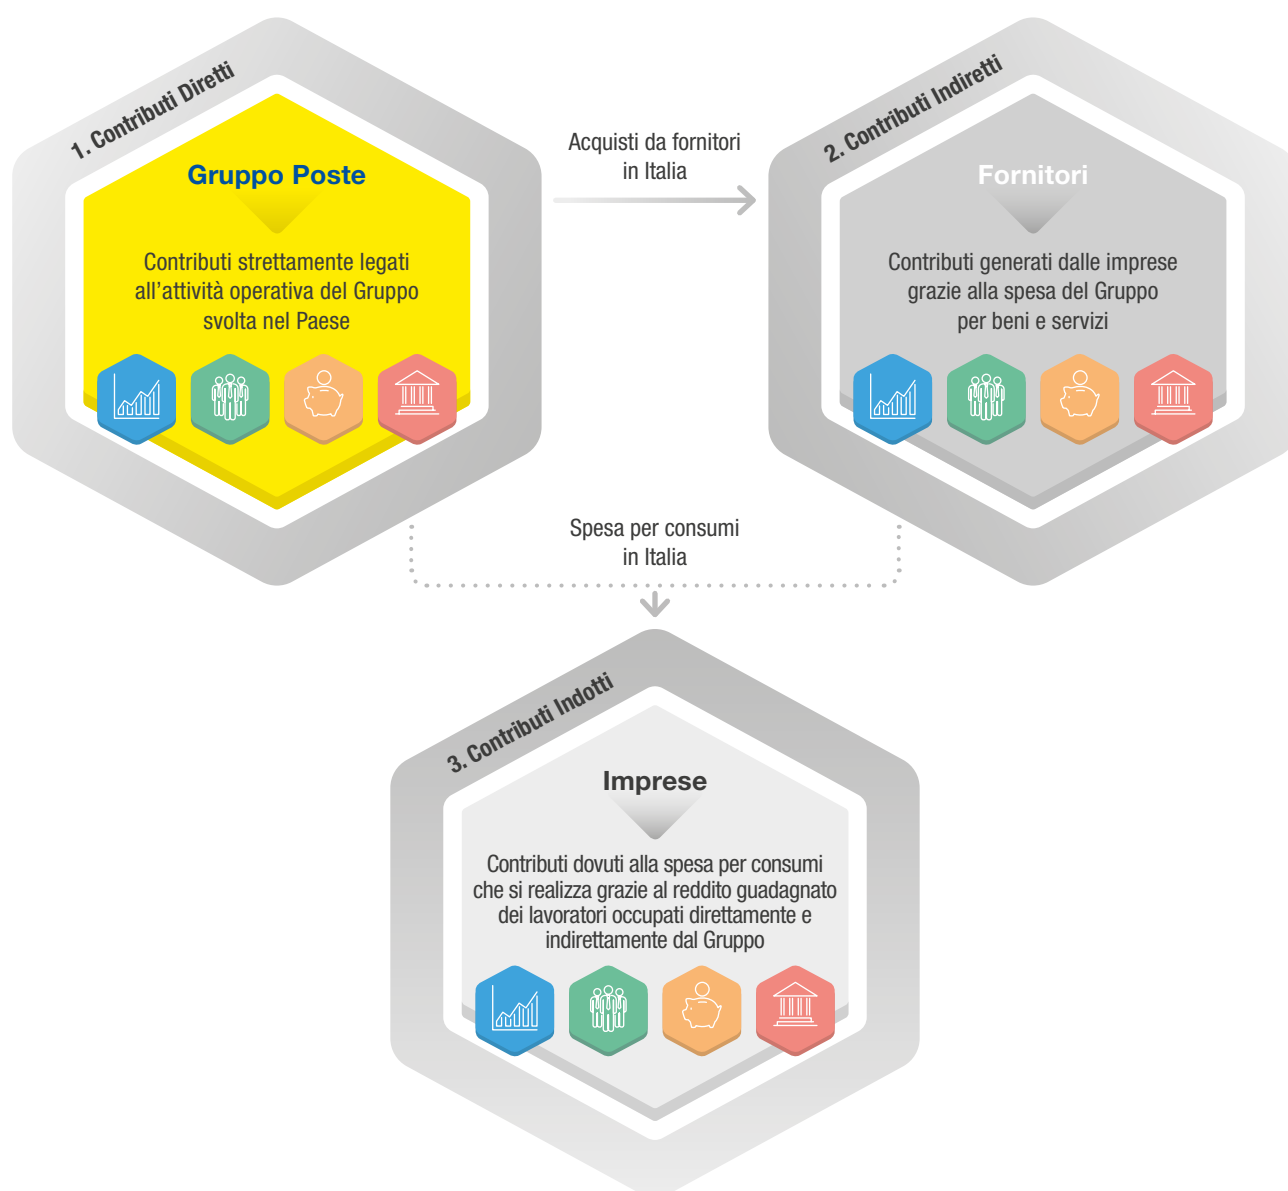 1. Contributi Diretti
Gruppo Poste
Contributi strettamente legati
all’attività operativa del Gruppo
svolta nel Paese
Acquisti da fornitori
in Italia
2. Contributi Indiretti
Fornitori
Contributi generati dalle imprese
grazie alla spesa del Gruppo
per beni e servizi
Spesa per consumi
in Italia
3. Contributi Indotti
Imprese
Contributi dovuti alla spesa per consumi
che si realizza grazie al reddito guadagnato
dei lavoratori occupati direttamente e
indirettamente dal Gruppo